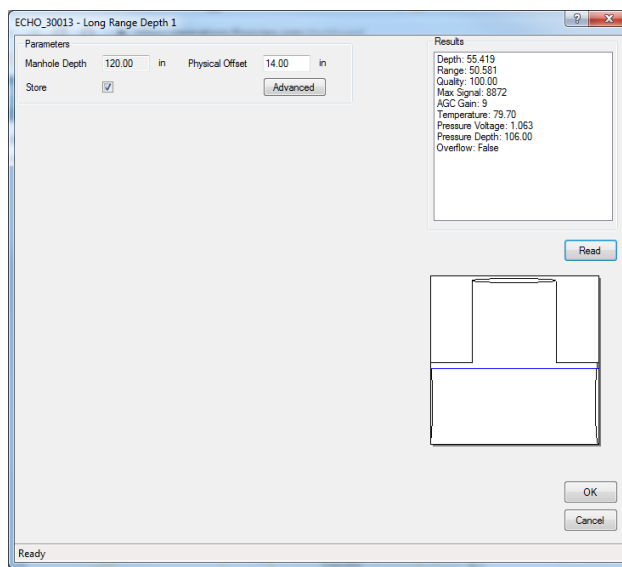 ECHO_30013 - Long Range Depth 1
Parameters
Manhole Depth 120.00 in Physical Offset 14.00 in
Store Advanced
Results
Depth: 55.419
Range: 50.581
Quality: 100.00
Max Signal: 8872
AGC Gain: 9
Temperature: 79.70
Pressure Voltage: 1.063
Pressure Depth: 106.00
Overflow: False
Read
OK
Cancel
Ready